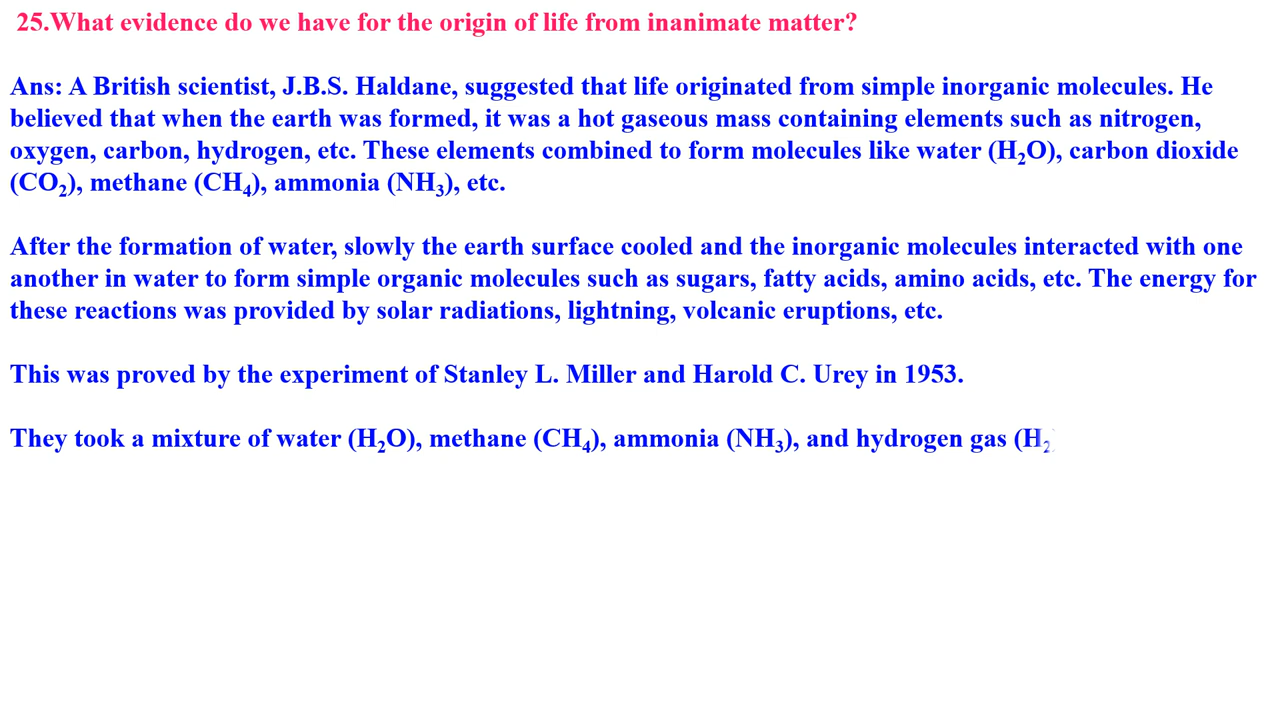 25.What evidence do we have for the origin of life from inanimate matter?
Ans: A British scientist, J.B.S. Haldane, suggested that life originated from simple inorganic molecules. He
believed that when the earth was formed, it was a hot gaseous mass containing elements such as nitrogen,
oxygen, carbon, hydrogen, etc. These elements combined to form molecules like water (H₂O), carbon dioxide
(CO₂), methane (CH₄), ammonia (NH₃), etc.
After the formation of water, slowly the earth surface cooled and the inorganic molecules interacted with one
another in water to form simple organic molecules such as sugars, fatty acids, amino acids, etc. The energy for
these reactions was provided by solar radiations, lightning, volcanic eruptions, etc.
This was proved by the experiment of Stanley L. Miller and Harold C. Urey in 1953.
They took a mixture of water (H₂O), methane (CH₄), ammonia (NH₃), and hydrogen gas (H₂